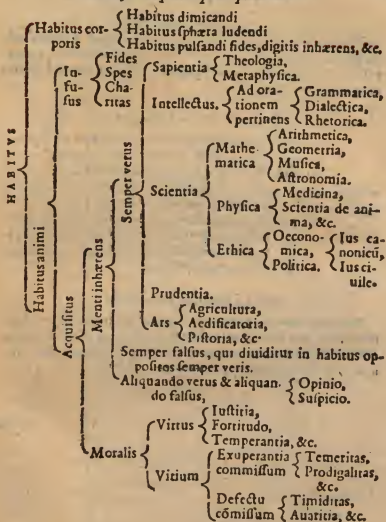 HABITVS
Habitus cor-
poris
Habitus dimicandi
Habitus sphæra ludendi
Habitus pulsandi fides, digitis inhærens, &c.
Habitus animi
In-
fu-
sus
Fides
Spes
Cha-
ritas
Acquisitus
Menti inhærens
Semper verus
Sapientia
Theologia,
Metaphysica.
Intellectus.
Ad ora-
tionem
pertinens
Grammatica,
Dialectica,
Rhetorica.
Scientia
Mathe-
matica
Arithmetica,
Geometria,
Musica,
Astronomia.
Physica
Medicina,
Scientia de ani-
ma, &c.
Ethica
Oecono-
mica,
Politica.
Ius ca-
nonicū,
Ius ci-
uile.
Prudentia.
Ars
Agricultura,
Aedificatoria,
Pistoria, &c.
Semper falsus, qui diuiditur in habitus op-
positos semper veris.
Aliquando verus & aliquan-
do falsus,
Opinio,
Suspicio.
Moralis
Virtus
Iustitia,
Fortitudo,
Temperantia, &c.
Vitium
Exuperantia
commissum
Temeritas,
Prodigalitas,
&c.
Defectu
cōmissum
Timiditas,
Auaritia, &c.